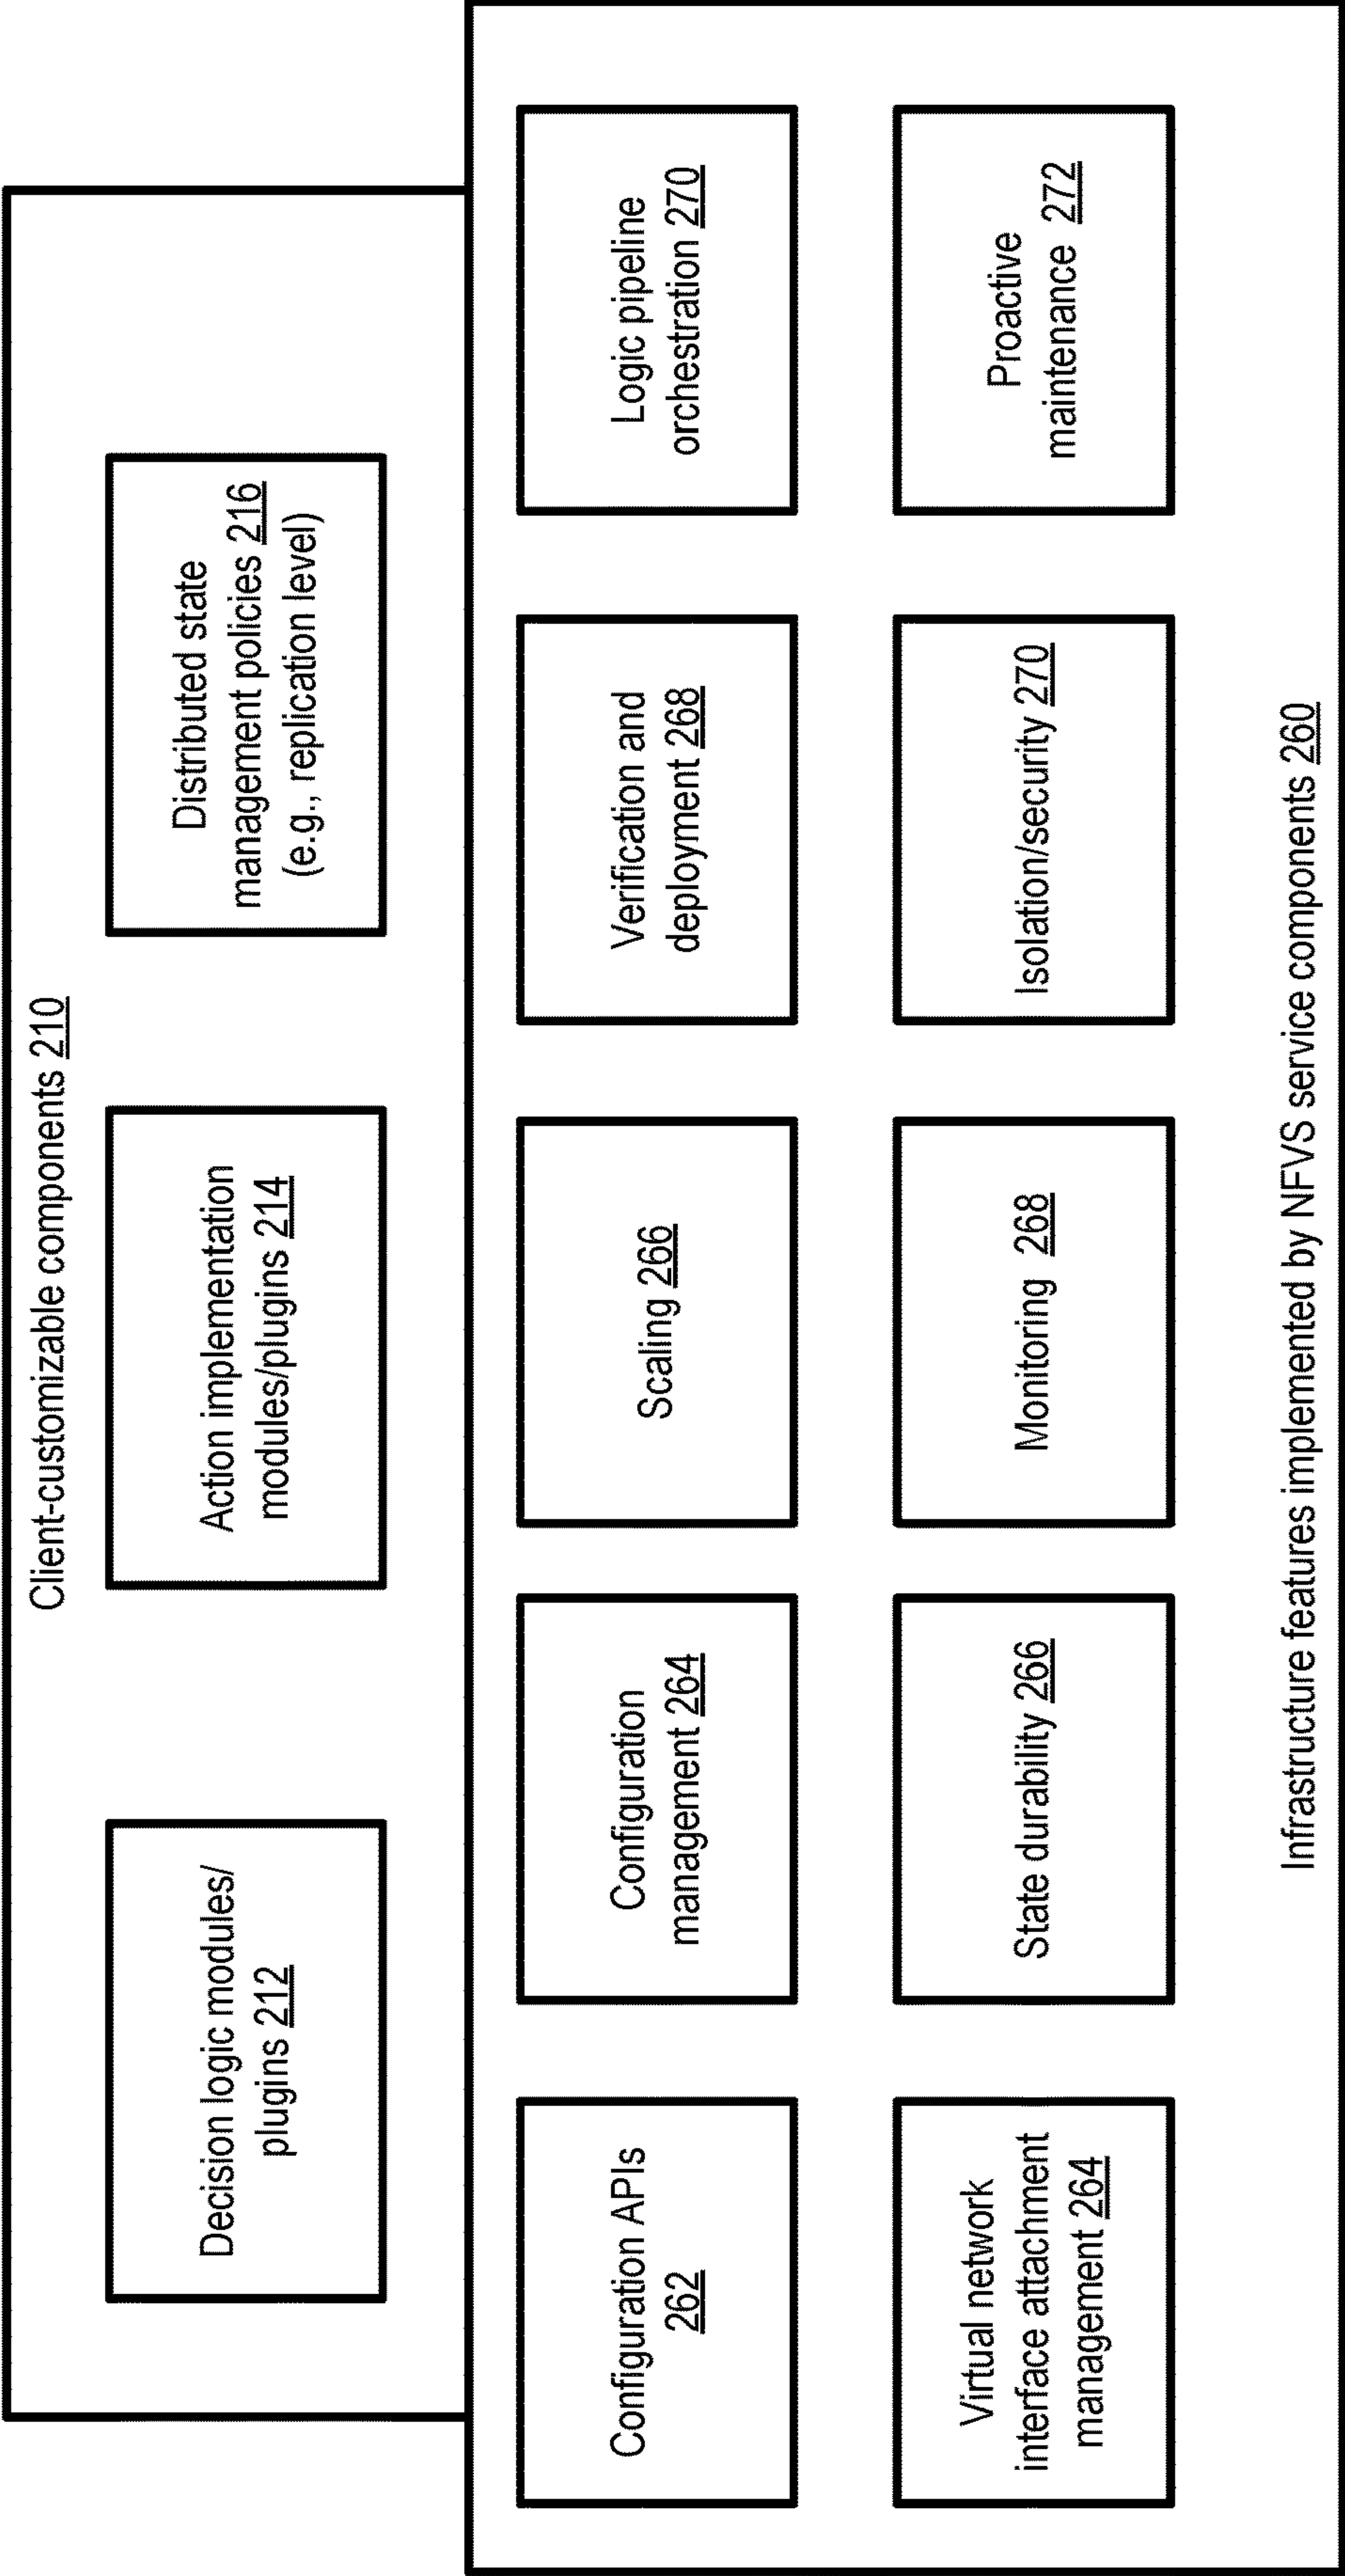 Client-customizable components 210
Decision logic modules/
plugins 212
Action implementation
modules/plugins 214
Distributed state
management policies 216
(e.g., replication level)
Configuration APIs
262
Configuration
management 264
Scaling 266
Verification and
deployment 268
Logic pipeline
orchestration 270
Virtual network
interface attachment
management 264
State durability 266
Monitoring 268
Isolation/security 270
Proactive
maintenance 272
Infrastructure features implemented by NFVS service components 260